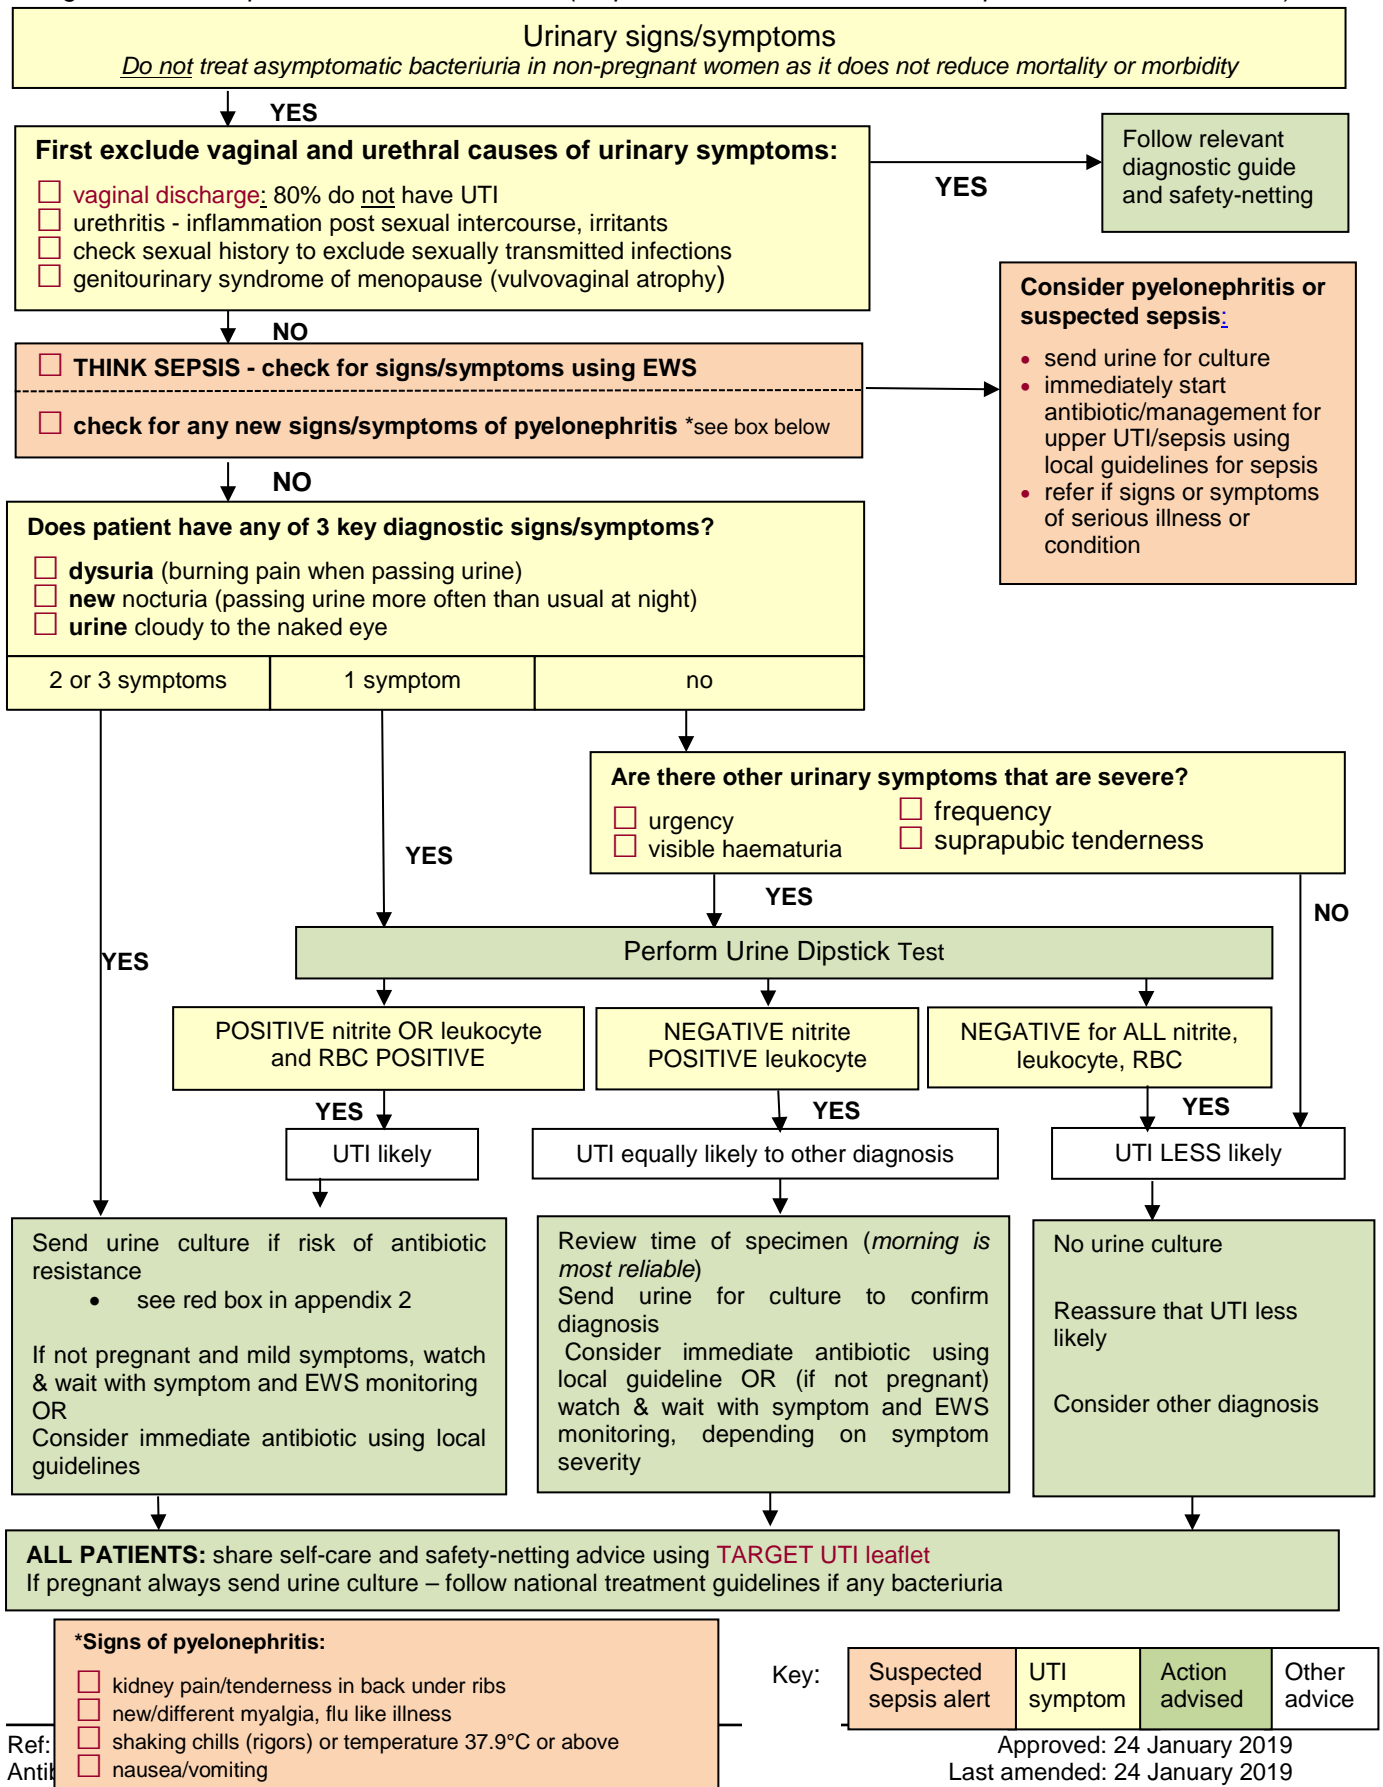 Urinary signs/symptoms
Do not treat asymptomatic bacteriuria in non-pregnant women as it does not reduce mortality or morbidity
YES
First exclude vaginal and urethral causes of urinary symptoms:
vaginal discharge: 80% do not have UTI
urethritis - inflammation post sexual intercourse, irritants
check sexual history to exclude sexually transmitted infections
genitourinary syndrome of menopause (vulvovaginal atrophy)
YES
Follow relevant
diagnostic guide
and safety-netting
NO
THINK SEPSIS - check for signs/symptoms using EWS
check for any new signs/symptoms of pyelonephritis *see box below
Consider pyelonephritis or
suspected sepsis:
• send urine for culture
• immediately start
antibiotic/management for
upper UTI/sepsis using
local guidelines for sepsis
• refer if signs or symptoms
of serious illness or
condition
NO
Does patient have any of 3 key diagnostic signs/symptoms?
dysuria (burning pain when passing urine)
new nocturia (passing urine more often than usual at night)
urine cloudy to the naked eye
2 or 3 symptoms
1 symptom
no
Are there other urinary symptoms that are severe?
urgency
visible haematuria
frequency
suprapubic tenderness
YES
YES
YES
NO
Perform Urine Dipstick Test
POSITIVE nitrite OR leukocyte
and RBC POSITIVE
NEGATIVE nitrite
POSITIVE leukocyte
NEGATIVE for ALL nitrite,
leukocyte, RBC
YES
YES
YES
UTI likely
UTI equally likely to other diagnosis
UTI LESS likely
Send urine culture if risk of antibiotic
resistance
• see red box in appendix 2
If not pregnant and mild symptoms, watch
& wait with symptom and EWS monitoring
OR
Consider immediate antibiotic using local
guidelines
Review time of specimen (morning is
most reliable)
Send urine for culture to confirm
diagnosis
Consider immediate antibiotic using
local guideline OR (if not pregnant)
watch & wait with symptom and EWS
monitoring, depending on symptom
severity
No urine culture
Reassure that UTI less
likely
Consider other diagnosis
ALL PATIENTS: share self-care and safety-netting advice using TARGET UTI leaflet
If pregnant always send urine culture – follow national treatment guidelines if any bacteriuria
*Signs of pyelonephritis:
kidney pain/tenderness in back under ribs
new/different myalgia, flu like illness
shaking chills (rigors) or temperature 37.9°C or above
nausea/vomiting
Key:
Suspected
sepsis alert
UTI
symptom
Action
advised
Other
advice
Ref:
Approved: 24 January 2019
Last amended: 24 January 2019